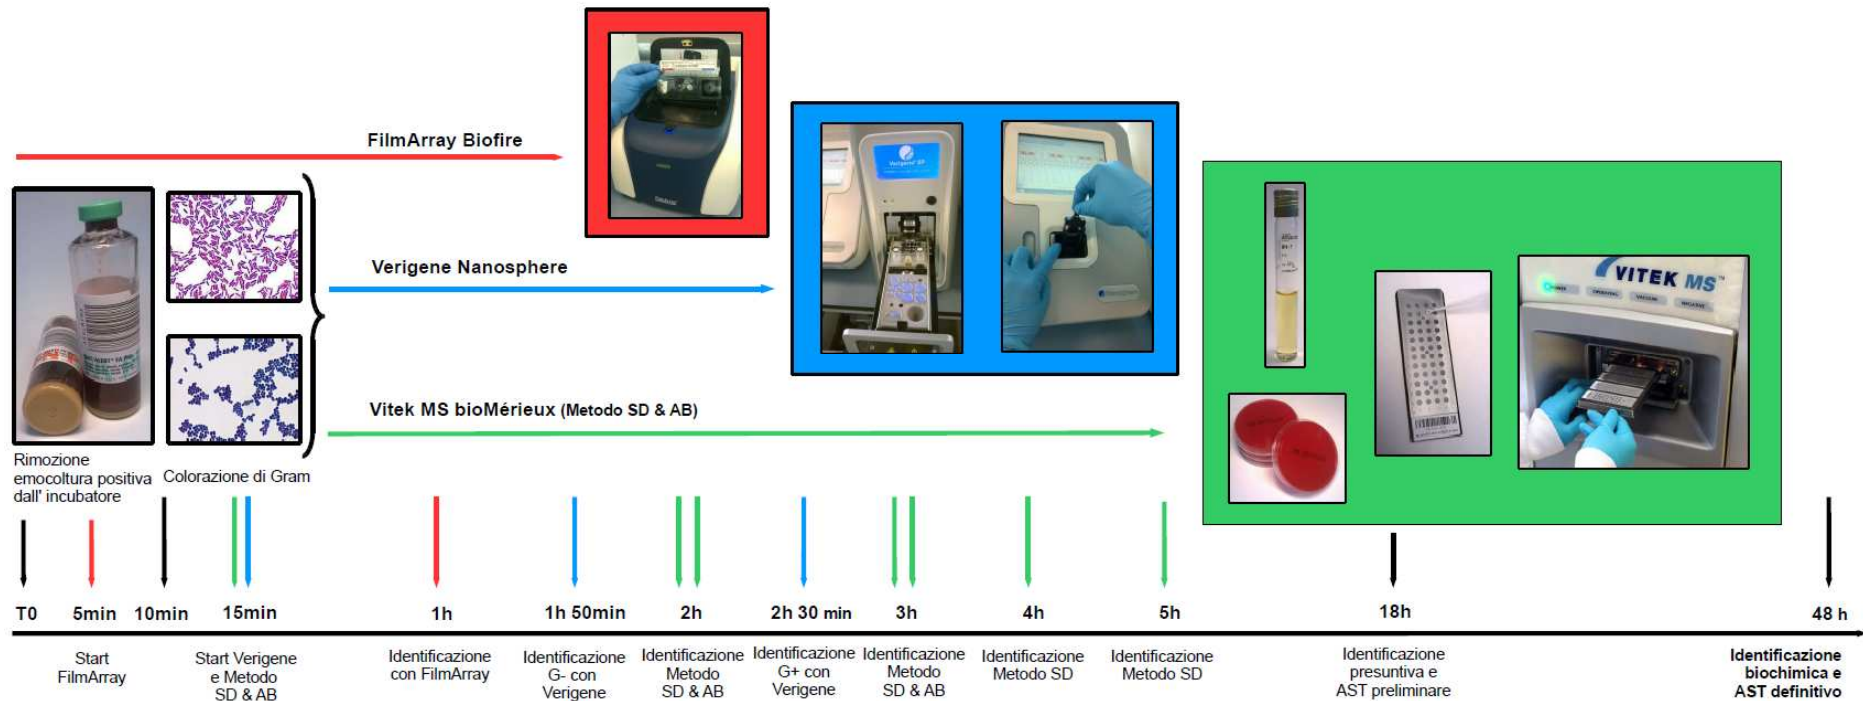 FilmArray Biofire
Verigene Nanosphere
Vitek MS bioMérieux (Metodo SD & AB)
VITEK MS
Rimozione
emocoltura positiva
dall' incubatore
Colorazione di Gram
T0
5min
10min
15min
1h
1h 50min
2h
2h 30 min
3h
4h
5h
18h
48 h
Start
FilmArray
Start Verigene
e Metodo
SD & AB
Identificazione
con FilmArray
Identificazione
G- con
Verigene
Identificazione
Metodo
SD & AB
Identificazione
G+ con
Verigene
Identificazione
Metodo
SD & AB
Identificazione
Metodo SD
Identificazione
Metodo SD
Identificazione
presuntiva e
AST preliminare
Identificazione
biochimica e
AST definitivo